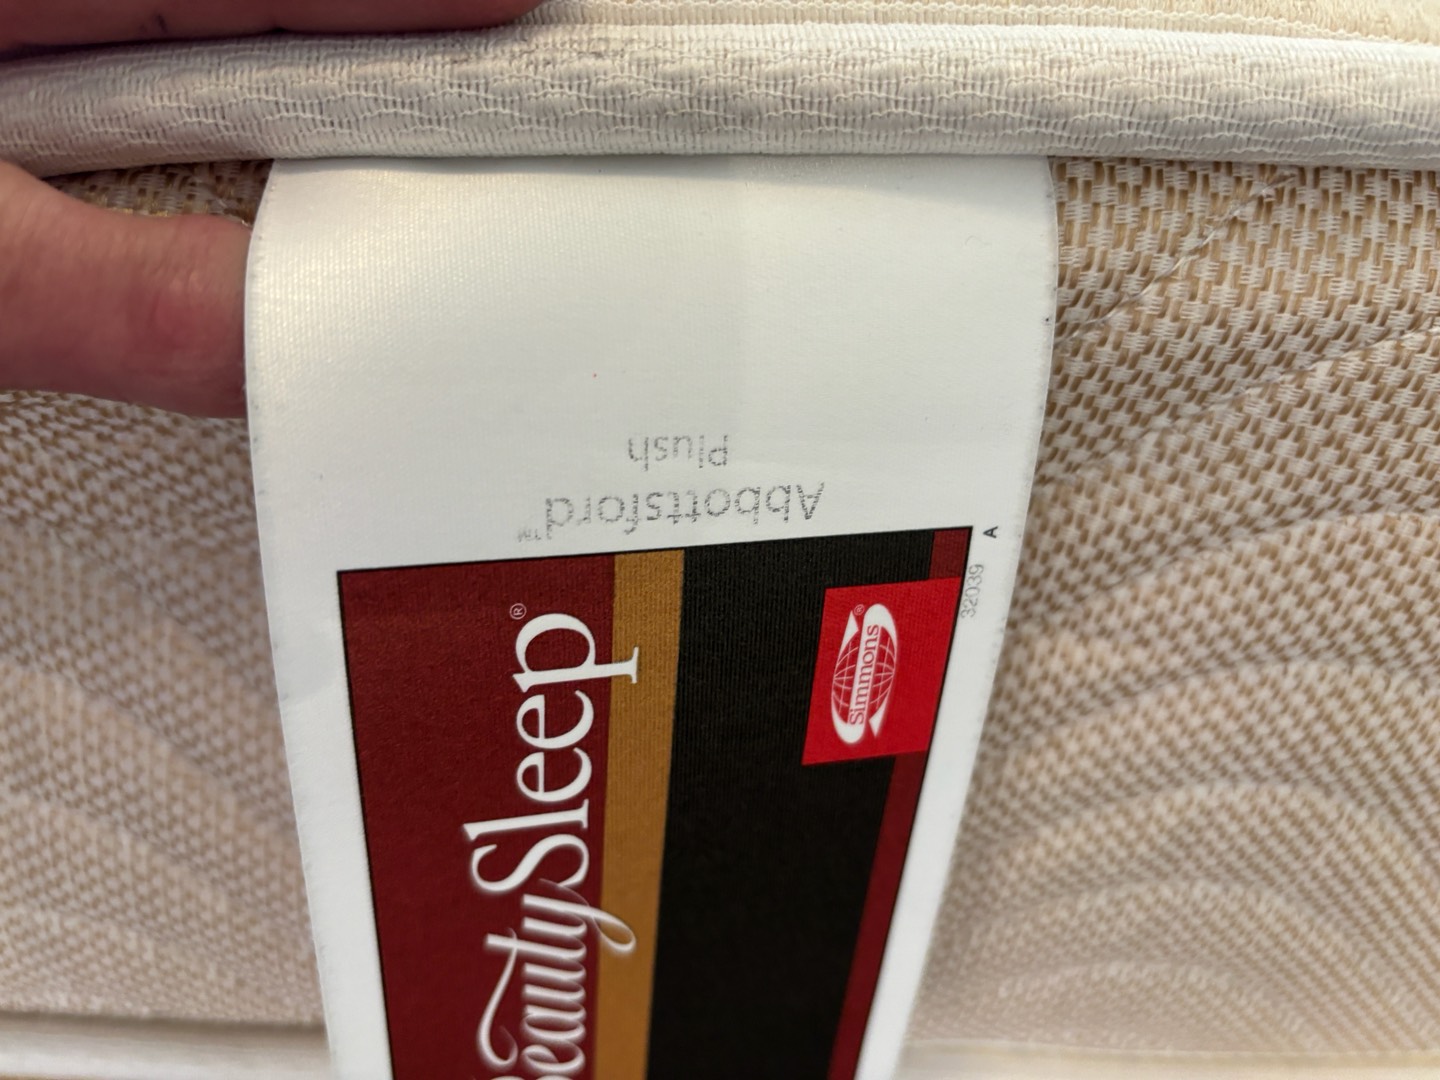 Abbottsford™
Plush
BeautySleep®
Simmons®
32039
A